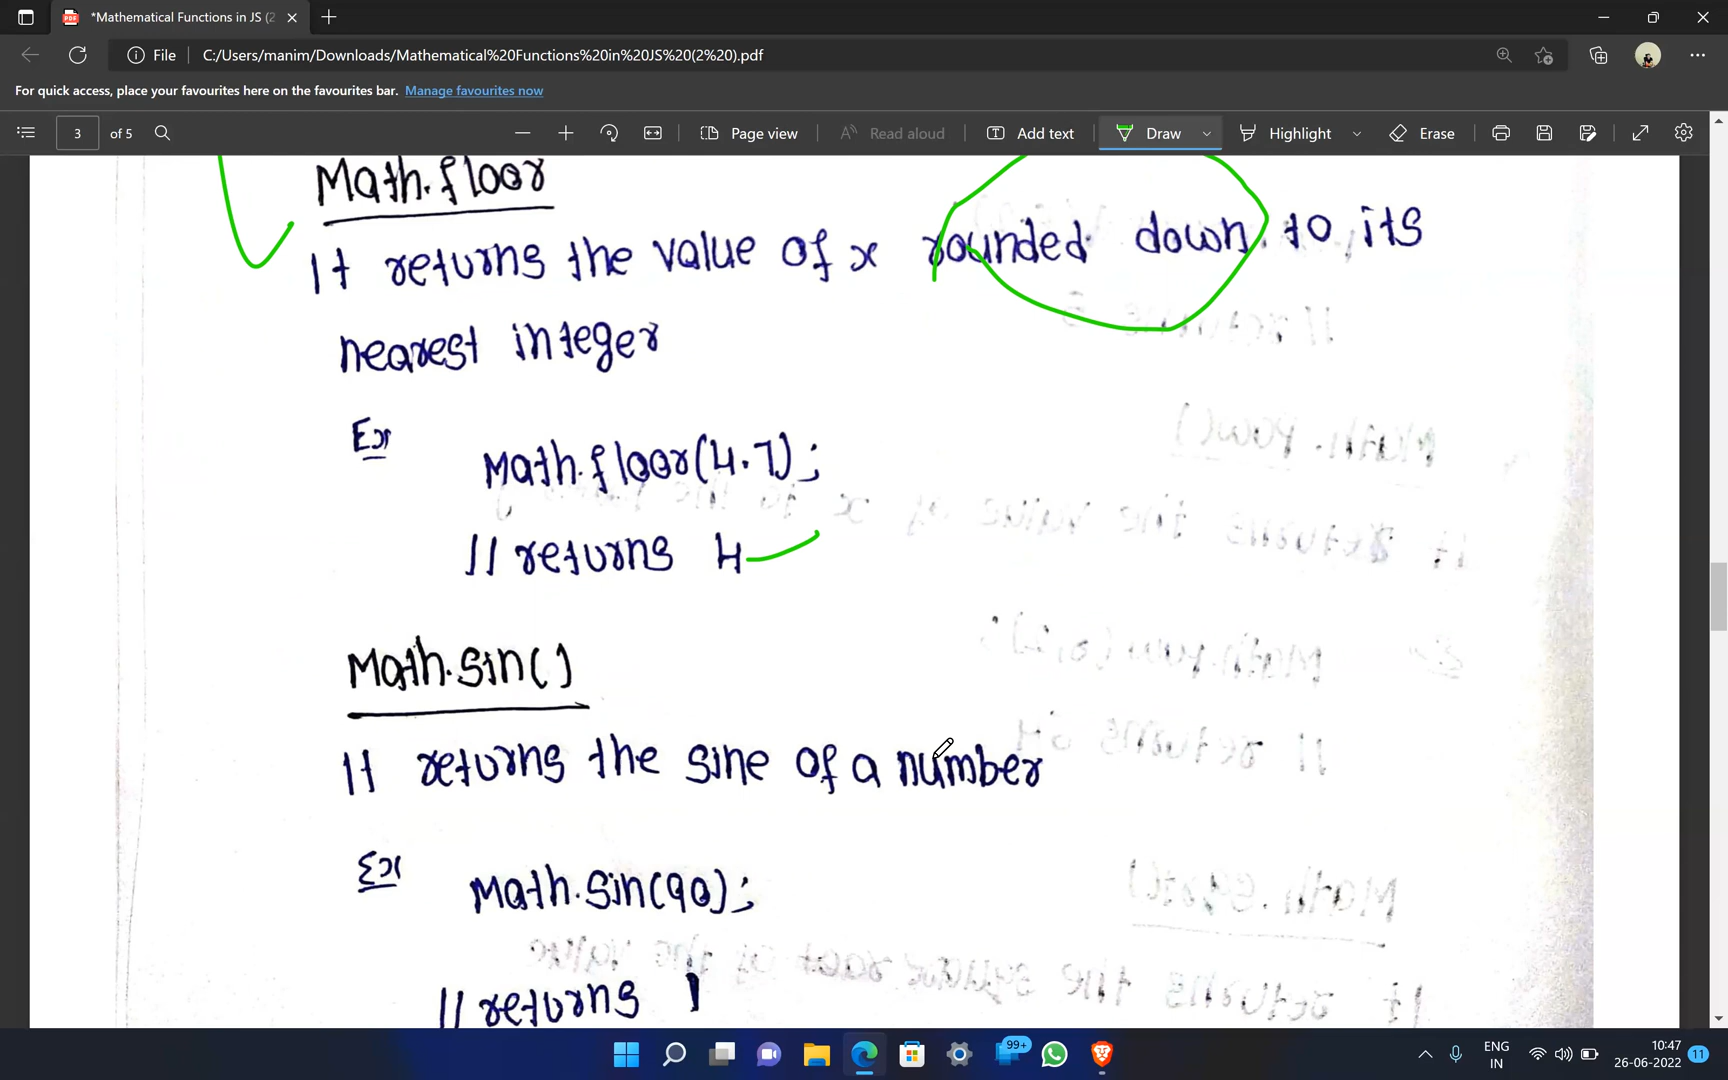 *Mathematical Functions in JS (2
File C:/Users/manim/Downloads/Mathematical%20Functions%20in%20JS%20(2%20).pdf
For quick access, place your favourites here on the favourites bar. Manage favourites now
3 of 5 Page view Read aloud Add text Draw Highlight Erase
Math.floor
It returns the value of x rounded down to its
nearest integer
Ex
Math.floor(4.7);
// returns 4
Math.sin()
It returns the sine of a number
Ex
Math.sin(90);
// returns 1
99+
ENG
IN
10:47
26-06-2022
11